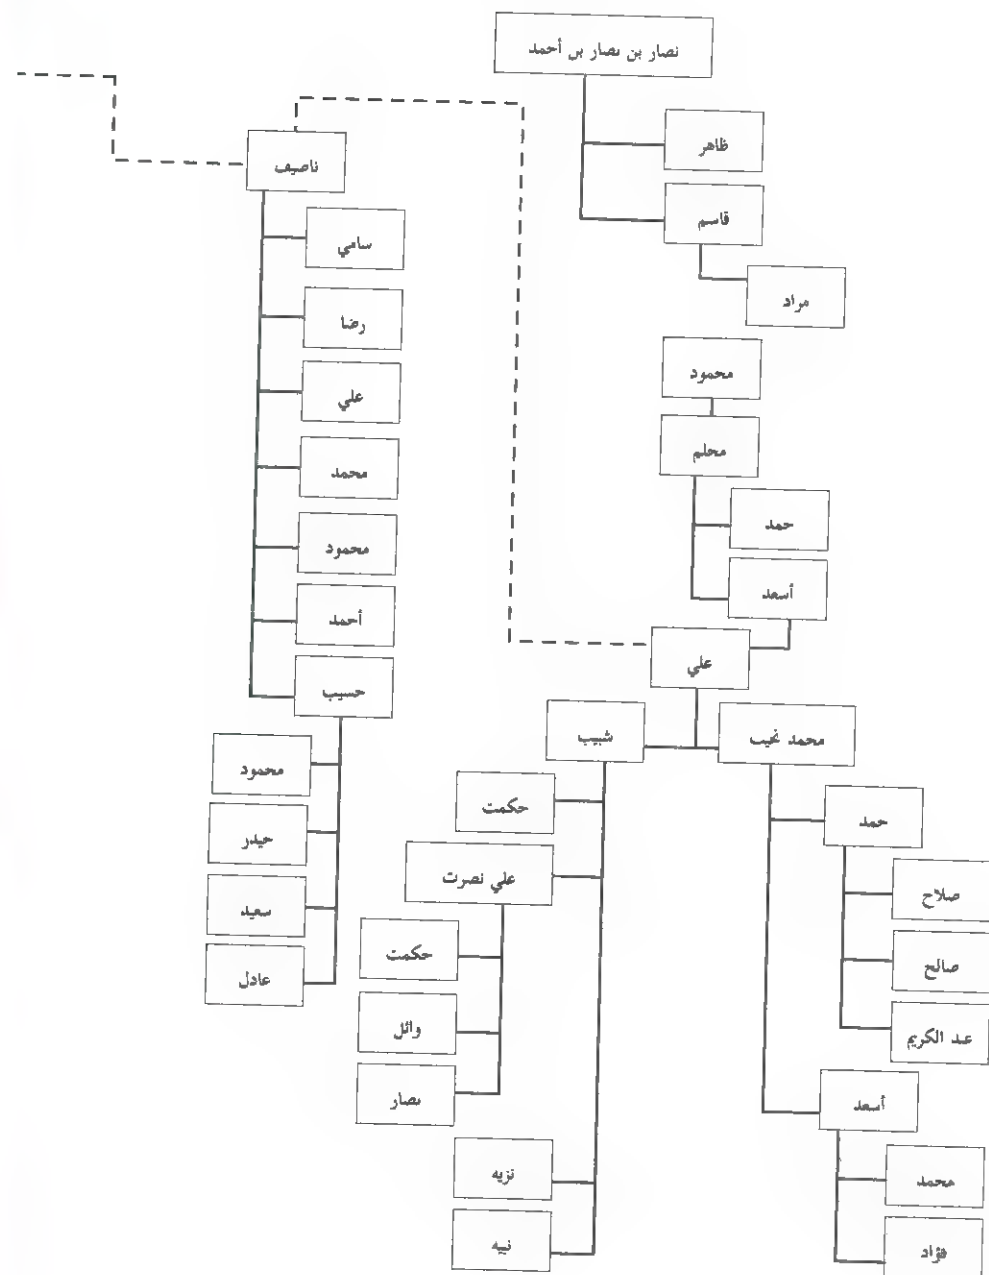 نصار بن نصار بن أحمد
ظاهر
قاسم
مراد
محمود
محلم
حمد
أسعد
علي
محمد نجيب
حمد
صلاح
صالح
عبد الكريم
أسعد
محمد
فؤاد
شبيب
حكمت
علي نصرت
حكمت
وائل
نصار
نزيه
نبيه
ناصيف
سامي
رضا
علي
محمد
محمود
أحمد
حسيب
محمود
حيدر
سعيد
عادل